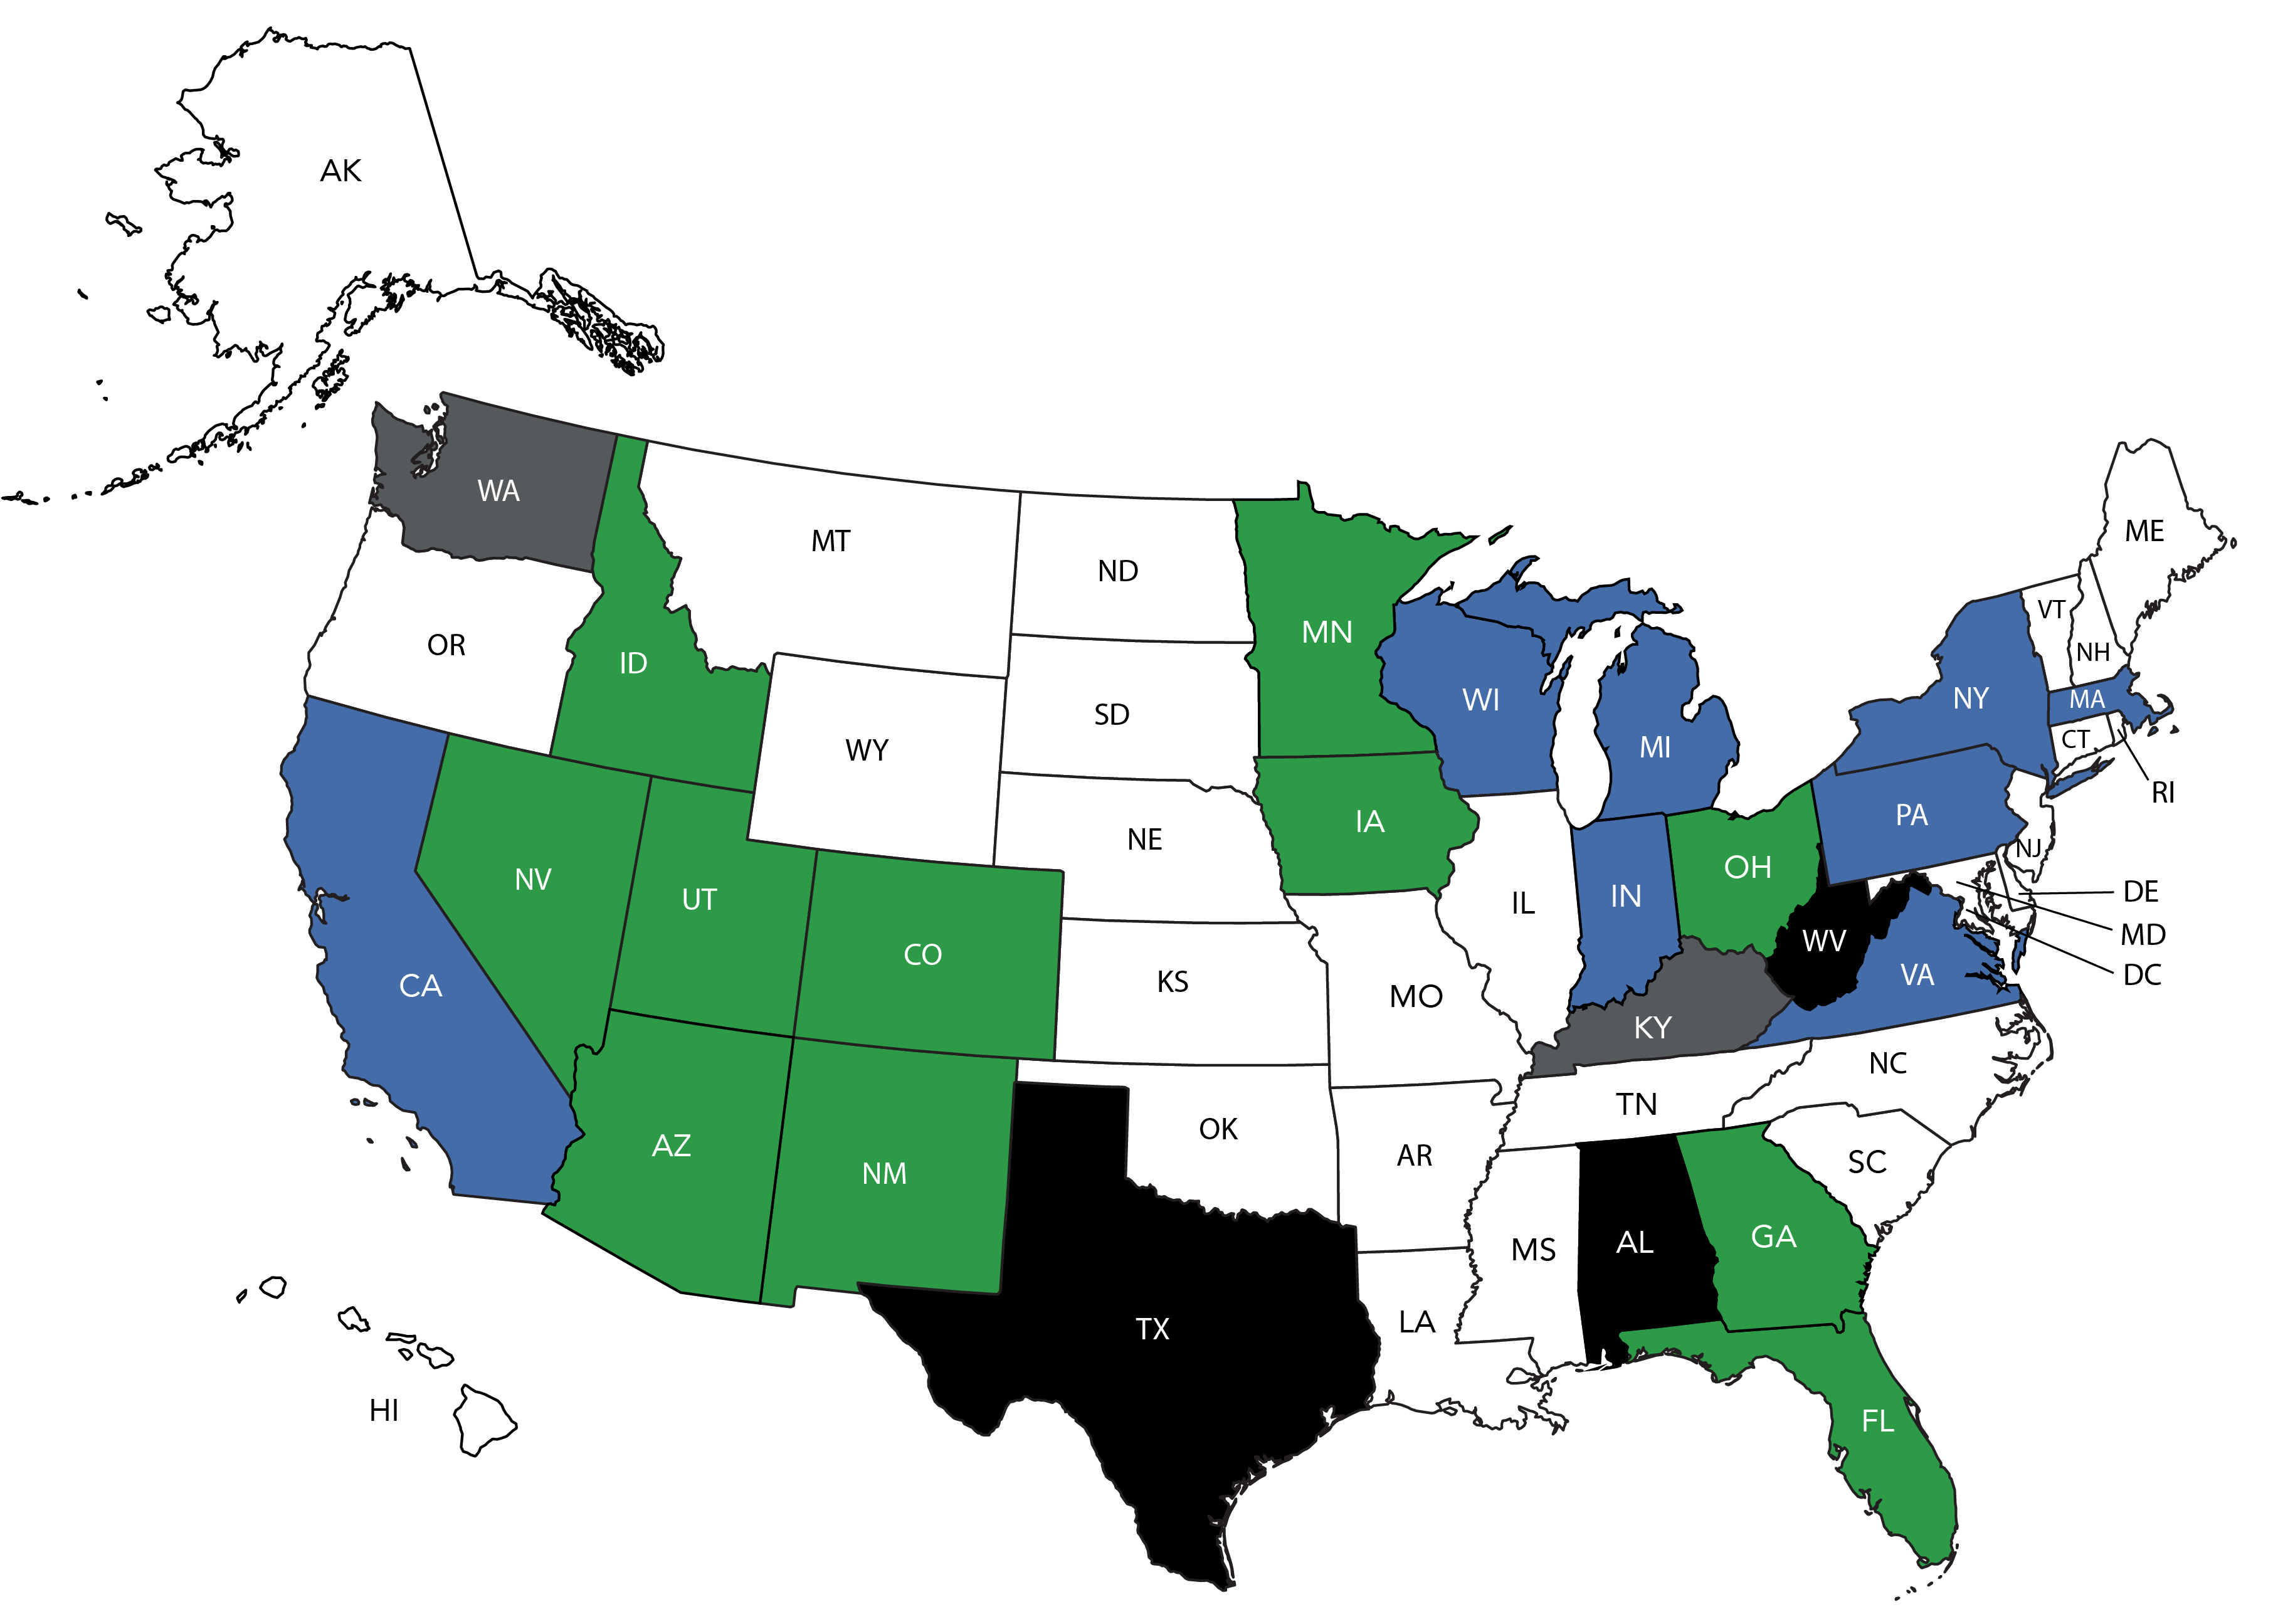 AK
WA
MT
ME
ND
VT
MN
OR
NH
ID
WI
NY
MA
SD
CT
MI
WY
RI
PA
IA
NE
NJ
OH
NV
DE
IN
UT
IL
MD
WV
CO
DC
VA
KS
CA
MO
KY
NC
TN
OK
AZ
AR
SC
NM
GA
AL
MS
LA
TX
HI
FL